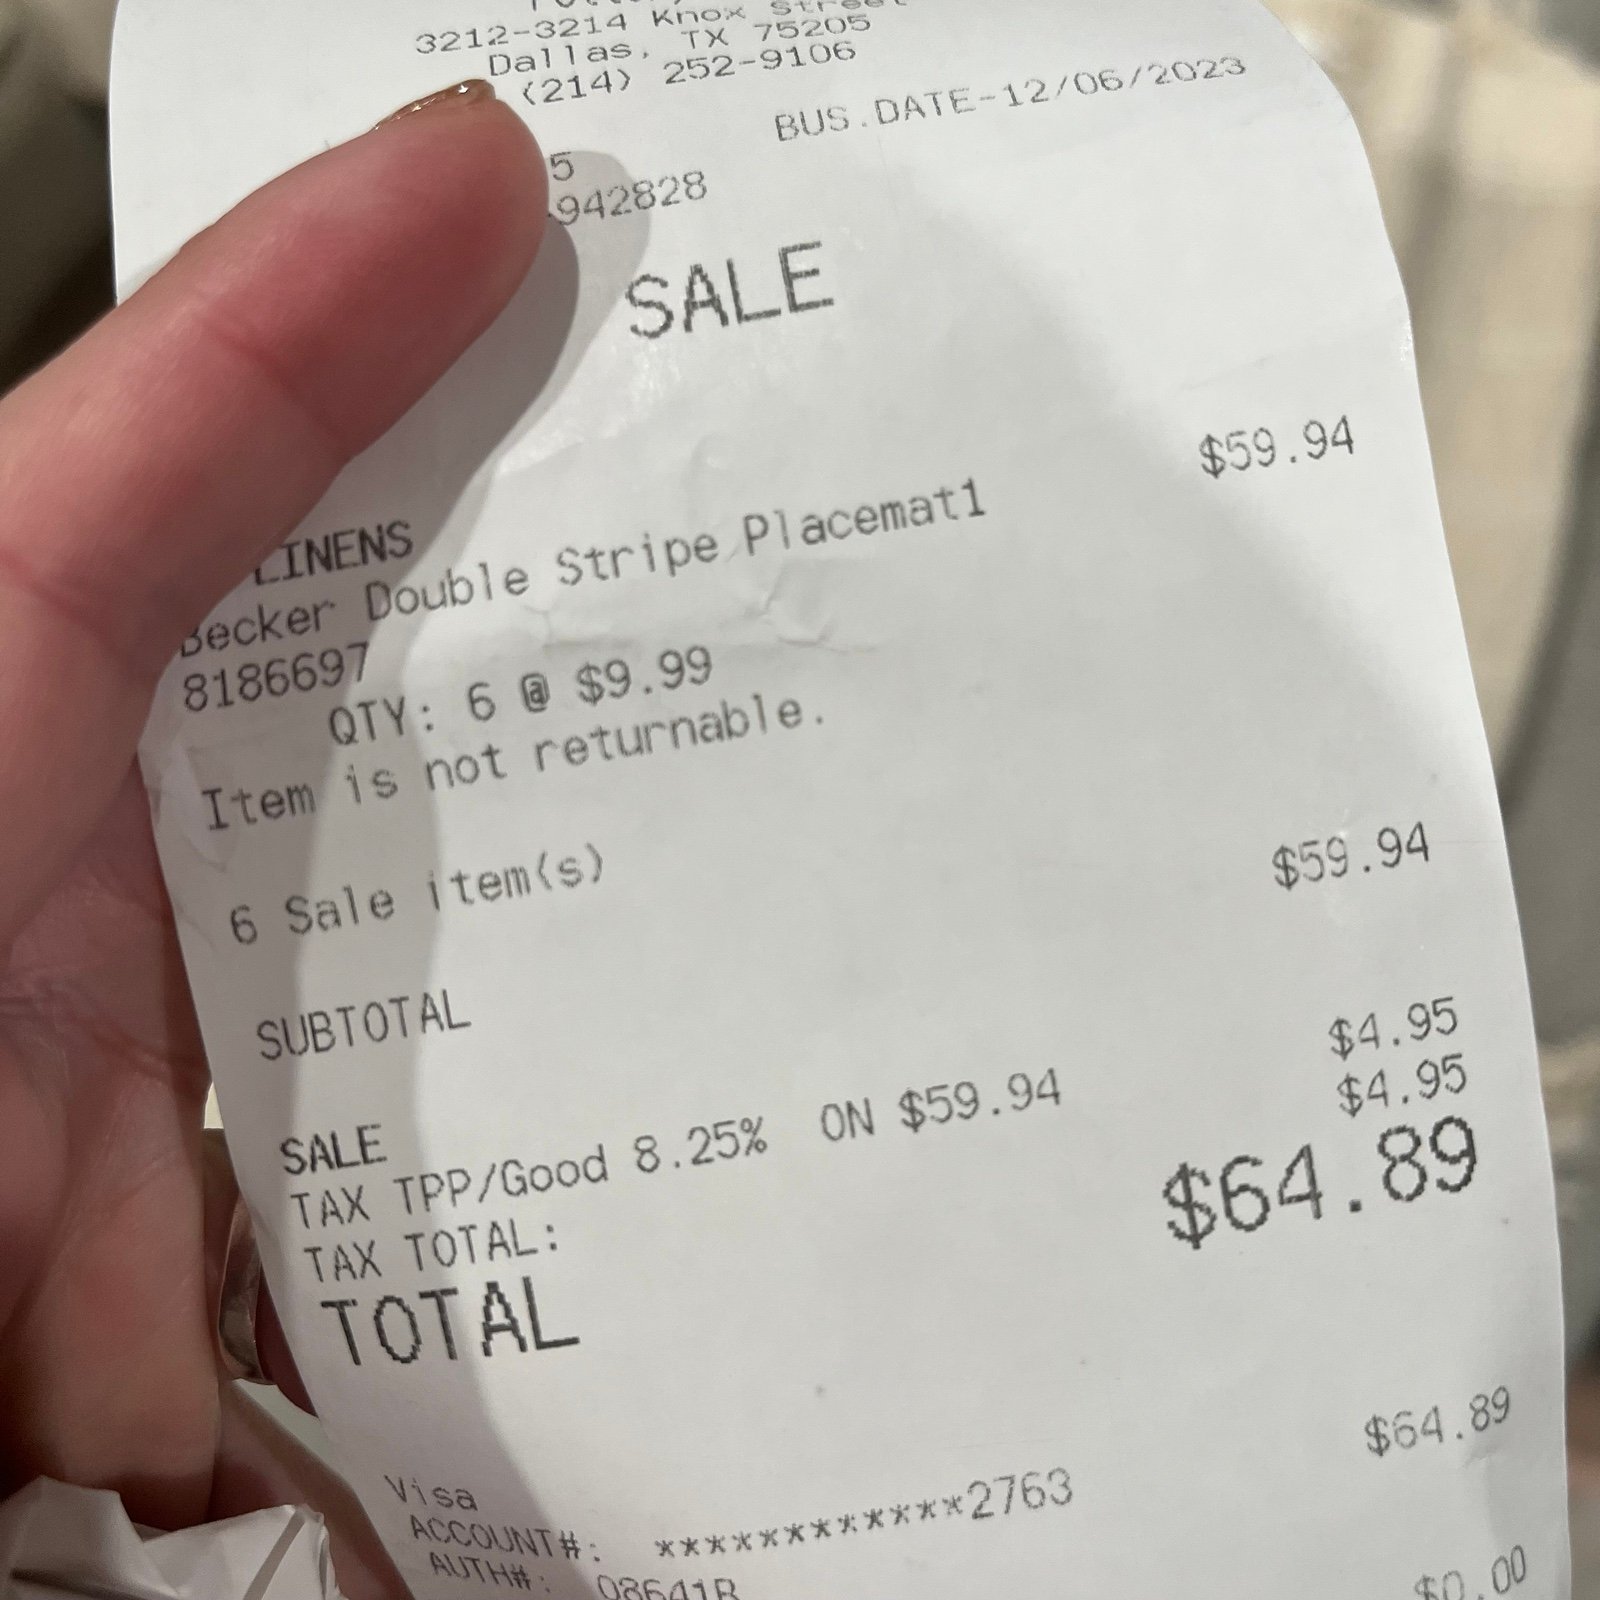 3212-3214 Knox Street
Dallas, TX 75205
(214) 252-9106
BUS.DATE-12/06/2023
5
942828
SALE
LINENS $59.94
Becker Double Stripe Placemat1
8186697
QTY: 6 @ $9.99
Item is not returnable.
6 Sale item(s)
SUBTOTAL $59.94
SALE
TAX TPP/Good 8.25% ON $59.94 $4.95
TAX TOTAL: $4.95
TOTAL $64.89
Visa $64.89
ACCOUNT#: ************2763
AUTH#: 08641B
$0.00